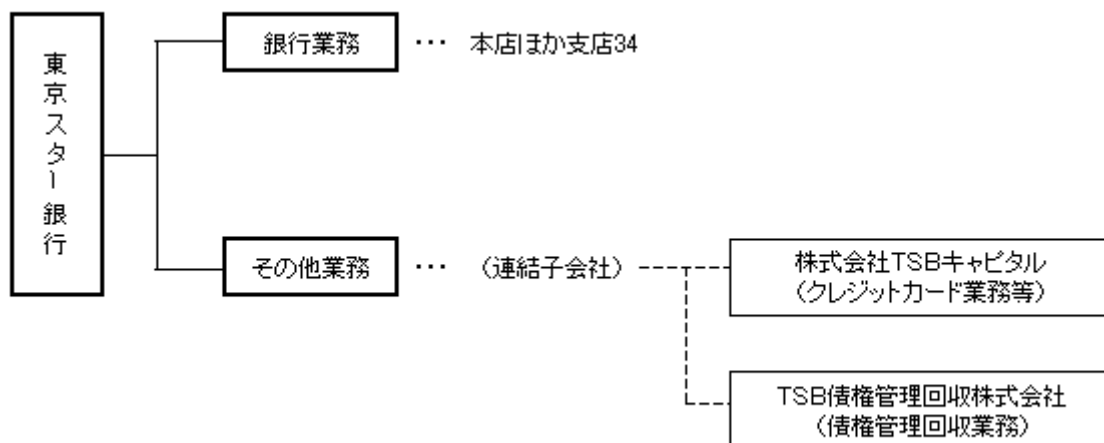 東京スター銀行
銀行業務 … 本店ほか支店34
その他業務 … (連結子会社)
株式会社TSBキャピタル
(クレジットカード業務等)
TSB債権管理回収株式会社
(債権管理回収業務)